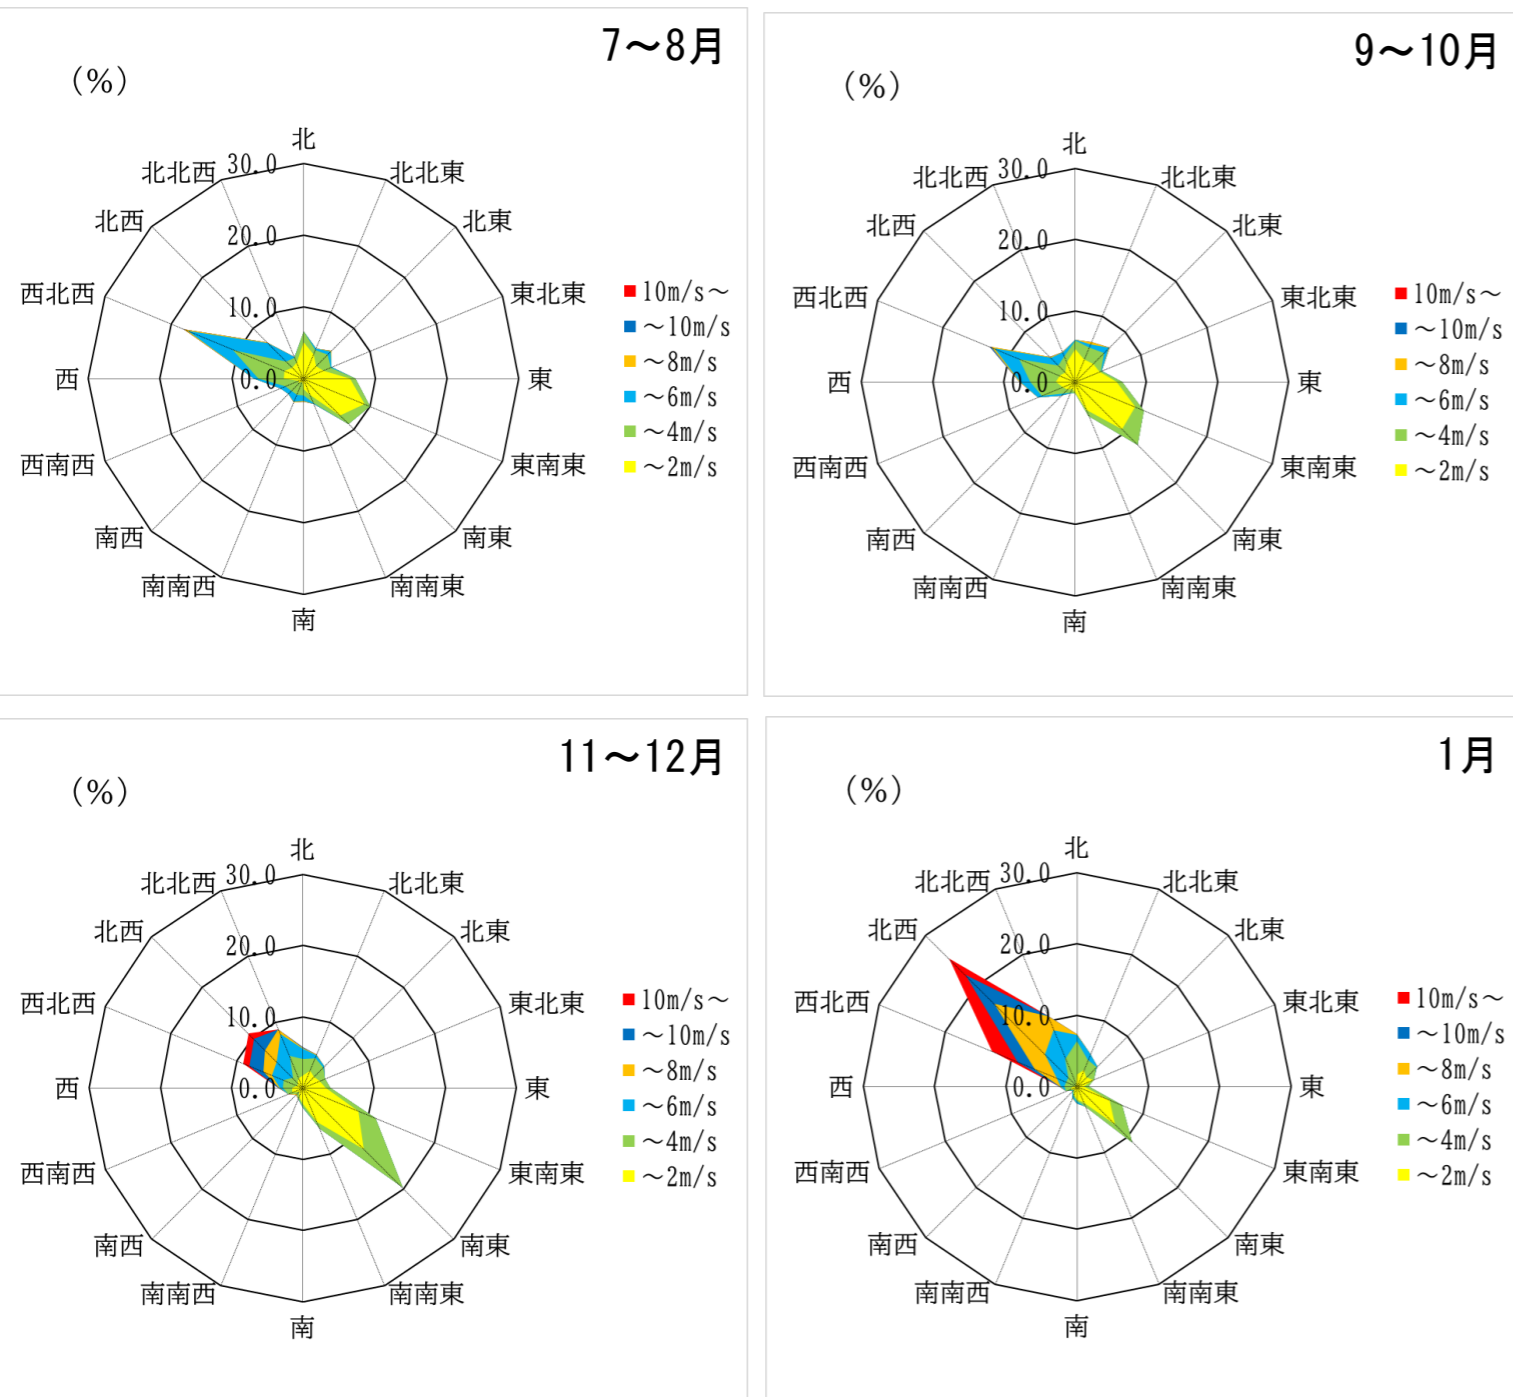 7～8月
(%)
北
30.0
北北西
北北東
北西
北東
20.0
西北西
東北東
10.0
西
0.0
東
西南西
東南東
南西
南東
南南西
南南東
南
10m/s～
～10m/s
～8m/s
～6m/s
～4m/s
～2m/s
9～10月
(%)
北
30.0
北北西
北北東
北西
北東
20.0
西北西
東北東
10.0
西
0.0
東
西南西
東南東
南西
南東
南南西
南南東
南
10m/s～
～10m/s
～8m/s
～6m/s
～4m/s
～2m/s
11～12月
(%)
北
30.0
北北西
北北東
北西
北東
20.0
西北西
東北東
10.0
西
0.0
東
西南西
東南東
南西
南東
南南西
南南東
南
10m/s～
～10m/s
～8m/s
～6m/s
～4m/s
～2m/s
1月
(%)
北
30.0
北北西
北北東
北西
北東
20.0
西北西
東北東
10.0
西
0.0
東
西南西
東南東
南西
南東
南南西
南南東
南
10m/s～
～10m/s
～8m/s
～6m/s
～4m/s
～2m/s